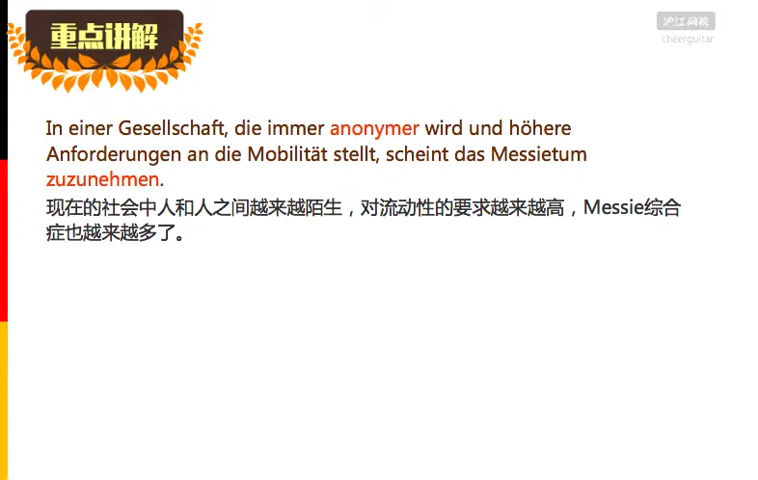 重点讲解
沪江网校
cheerguitar
In einer Gesellschaft, die immer anonymer wird und höhere
Anforderungen an die Mobilität stellt, scheint das Messietum
zuzunehmen.
现在的社会中人和人之间越来越陌生，对流动性的要求越来越高，Messie综合
症也越来越多了。